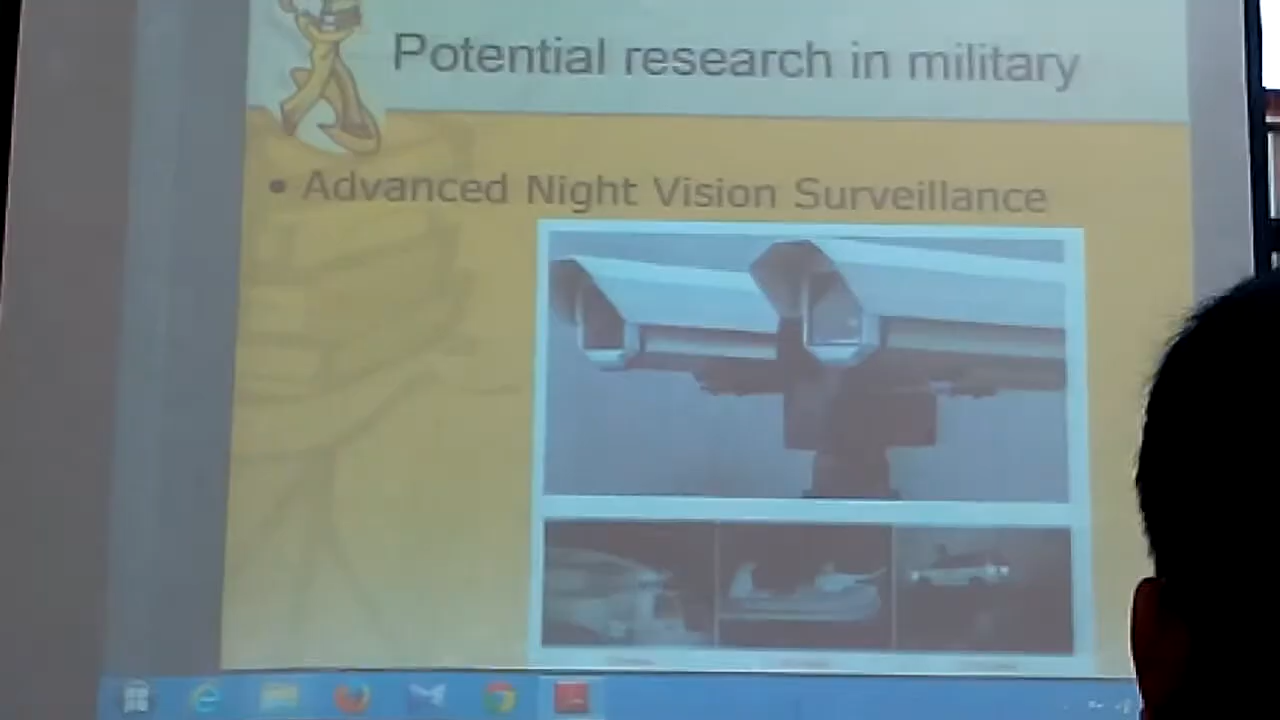 Potential research in military
• Advanced Night Vision Surveillance